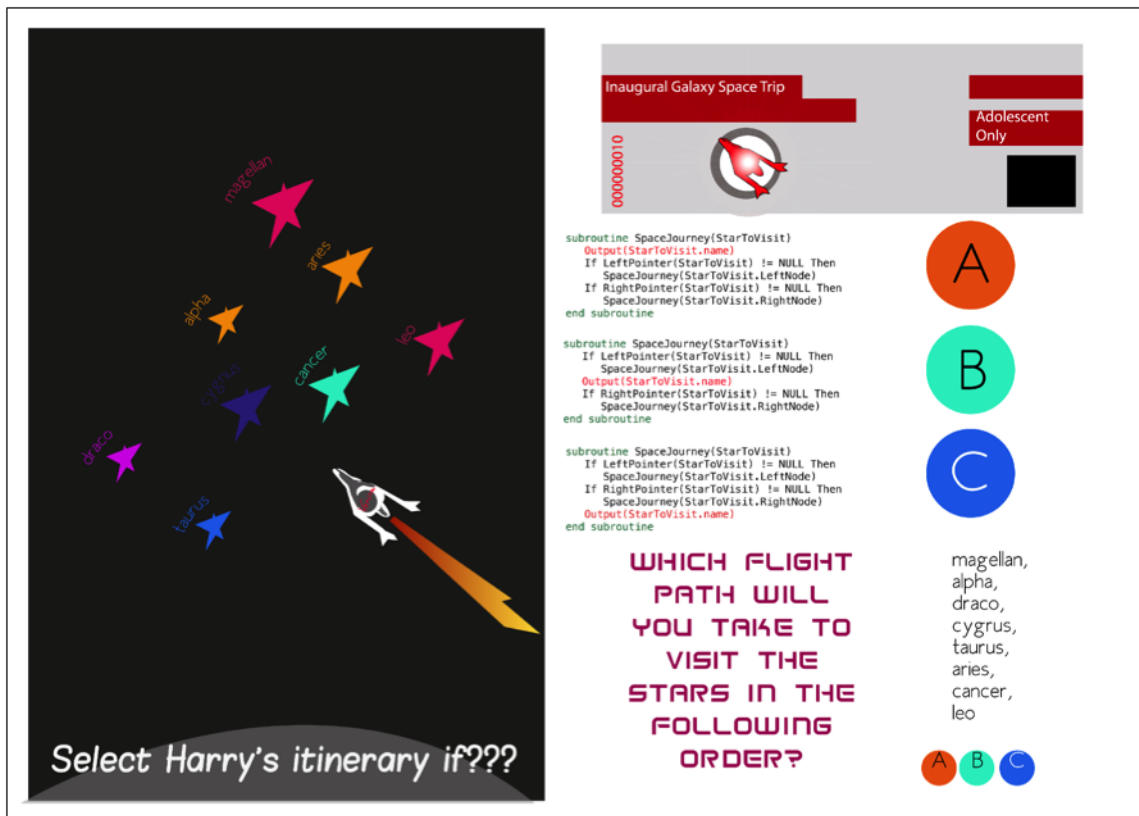 magellan
aries
alpha
leo
cancer
cygnus
draco
taurus
Select Harry's itinerary if???
Inaugural Galaxy Space Trip
Adolescent
Only
000000010
subroutine SpaceJourney(StarToVisit)
Output(StarToVisit.name)
If LeftPointer(StarToVisit) != NULL Then
SpaceJourney(StarToVisit.LeftNode)
If RightPointer(StarToVisit) != NULL Then
SpaceJourney(StarToVisit.RightNode)
end subroutine
A
subroutine SpaceJourney(StarToVisit)
If LeftPointer(StarToVisit) != NULL Then
SpaceJourney(StarToVisit.LeftNode)
Output(StarToVisit.name)
If RightPointer(StarToVisit) != NULL Then
SpaceJourney(StarToVisit.RightNode)
end subroutine
B
subroutine SpaceJourney(StarToVisit)
If LeftPointer(StarToVisit) != NULL Then
SpaceJourney(StarToVisit.LeftNode)
If RightPointer(StarToVisit) != NULL Then
SpaceJourney(StarToVisit.RightNode)
Output(StarToVisit.name)
end subroutine
C
WHICH FLIGHT
PATH WILL
YOU TAKE TO
VISIT THE
STARS IN THE
FOLLOWING
ORDER?
magellan,
alpha,
draco,
cygrus,
taurus,
aries,
cancer,
leo
A B C